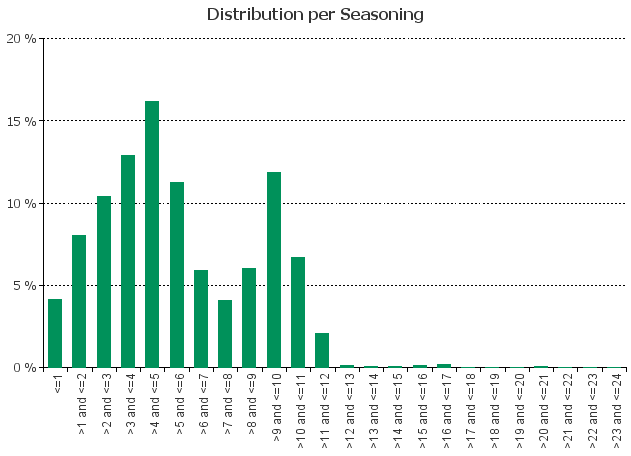 Distribution per Seasoning
20 %
15 %
10 %
5 %
0 %
<=1
>1 and <=2
>2 and <=3
>3 and <=4
>4 and <=5
>5 and <=6
>6 and <=7
>7 and <=8
>8 and <=9
>9 and <=10
>10 and <=11
>11 and <=12
>12 and <=13
>13 and <=14
>14 and <=15
>15 and <=16
>16 and <=17
>17 and <=18
>18 and <=19
>19 and <=20
>20 and <=21
>21 and <=22
>22 and <=23
>23 and <=24